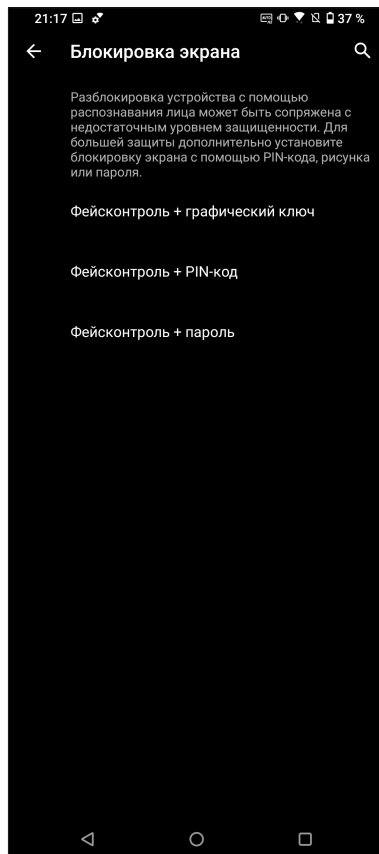 21:17 37 %
Блокировка экрана
Разблокировка устройства с помощью
распознавания лица может быть сопряжена с
недостаточным уровнем защищенности. Для
большей защиты дополнительно установите
блокировку экрана с помощью PIN-кода, рисунка
или пароля.
Фейсконтроль + графический ключ
Фейсконтроль + PIN-код
Фейсконтроль + пароль